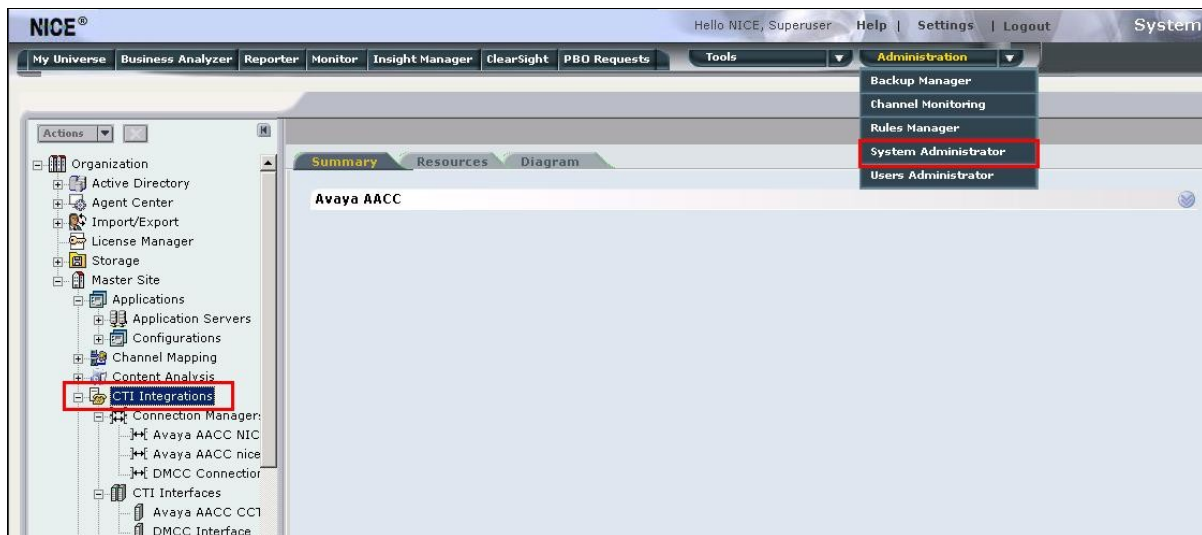 NICE®
Hello NICE, Superuser Help | Settings | Logout System
My Universe Business Analyzer Reporter Monitor Insight Manager ClearSight PBO Requests Tools Administration
Backup Manager
Channel Monitoring
Rules Manager
System Administrator
Users Administrator
Actions
Summary Resources Diagram
Avaya AACC
Organization
Active Directory
Agent Center
Import/Export
License Manager
Storage
Master Site
Applications
Application Servers
Configurations
Channel Mapping
Content Analysis
CTI Integrations
Connection Manager
Avaya AACC NIC
Avaya AACC nice
DMCC Connection
CTI Interfaces
Avaya AACC CCT
DMCC Interface